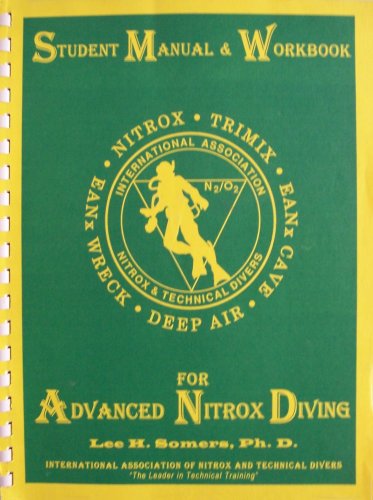 STUDENT MANUAL & WORKBOOK
• NITROX • TRIMIX •
EANx CAVE
EANx WRECK
• DEEP AIR •
INTERNATIONAL ASSOCIATION
N2/O2
NITROX & TECHNICAL DIVERS
FOR
ADVANCED NITROX DIVING
Lee H. Somers, Ph. D.
INTERNATIONAL ASSOCIATION OF NITROX AND TECHNICAL DIVERS
"The Leader in Technical Training"